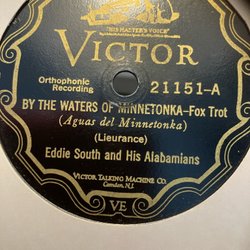 "HIS MASTER'S VOICE"
VICTOR
Orthophonic
Recording
21151-A
BY THE WATERS OF MINNETONKA-Fox Trot
(Aguas del Minnetonka)
(Lieurance)
Eddie South and His Alabamians
VICTOR TALKING MACHINE CO.
Camden, N.J.
VE